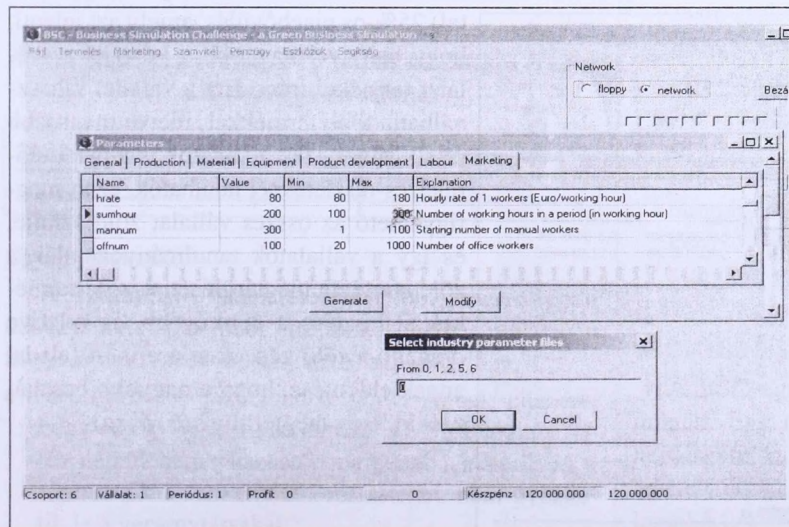 BSC - Business Simulation Challenge - a Green Business Simulation
Termelés Marketing Számvitel Pénzügy Eszközök Segítség
Network
floppy network
Bezá
Parameters
General Production Material Equipment Product development Labour Marketing
Name Value Min Max Explanation
hrate 80 80 180 Hourly rate of 1 workers (Euro/working hour)
sumhour 200 100 300 Number of working hours in a period (in working hour)
mannum 300 1 1100 Starting number of manual workers
offnum 100 20 1000 Number of office workers
Generate Modify
Select industry parameter files
From 0, 1, 2, 5, 6
OK Cancel
Csoport: 6 Vállalat: 1 Periódus: 1 Profit 0 0 Készpénz 120 000 000 120 000 000